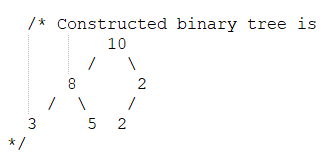 /* Constructed binary tree is
10
/ \
8 2
/ \ /
3 5 2
*/